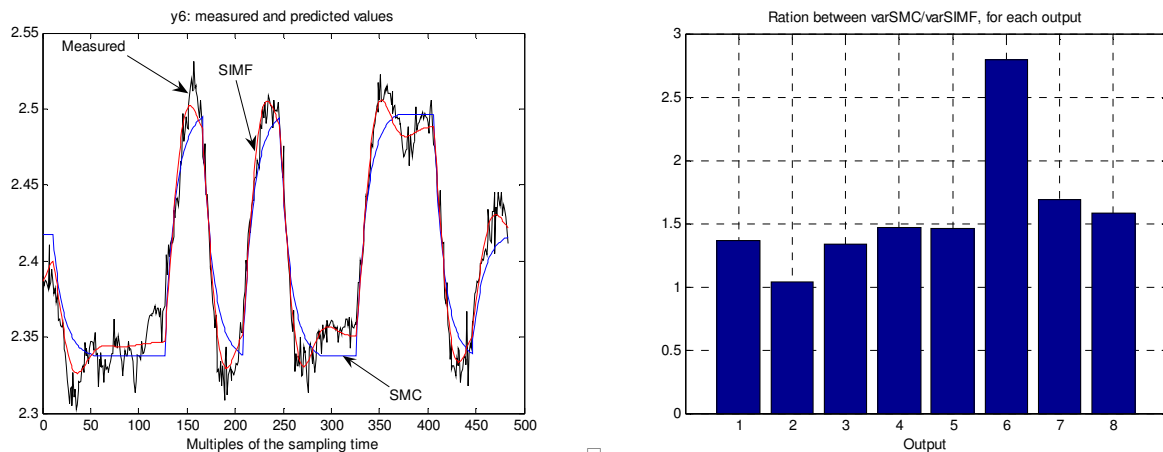 y6: measured and predicted values
2.55
2.5
2.45
2.4
2.35
2.3
Measured
SIMF
SMC
0 50 100 150 200 250 300 350 400 450 500
Multiples of the sampling time
Ration between varSMC/varSIMF, for each output
3
2.5
2
1.5
1
0.5
0
1 2 3 4 5 6 7 8
Output